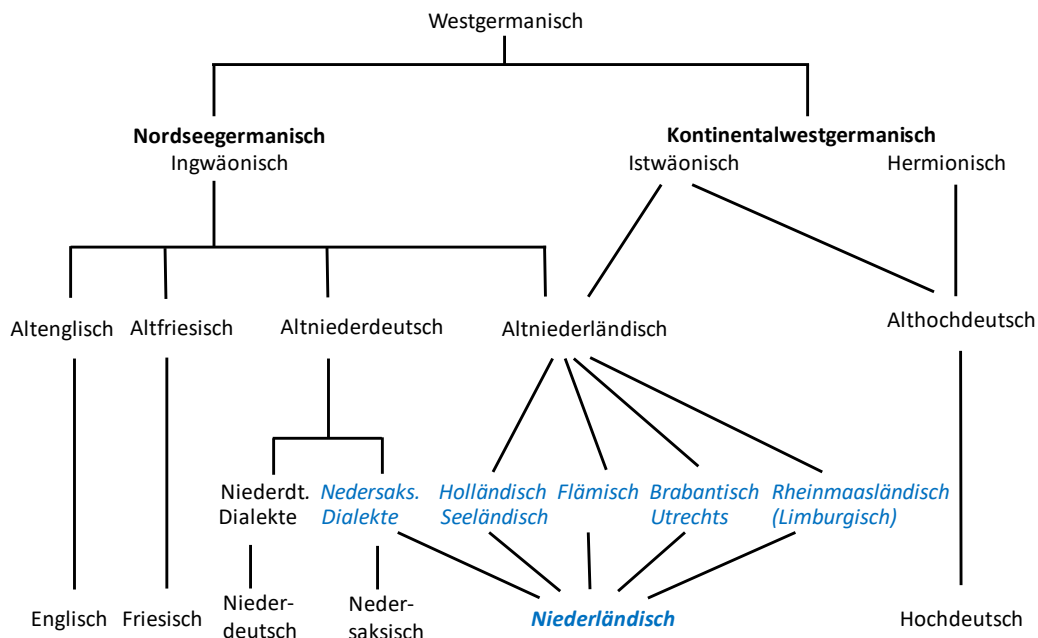 Westgermanisch
Nordseegermanisch
Ingwäonisch
Kontinentalwestgermanisch
Istwäonisch
Hermionisch
Altenglisch
Altfriesisch
Altniederdeutsch
Altniederländisch
Althochdeutsch
Niederdt.
Dialekte
Nedersaks.
Dialekte
Holländisch
Seeländisch
Flämisch
Brabantisch
Utrechts
Rheinmaasländisch
(Limburgisch)
Englisch
Friesisch
Nieder-
deutsch
Neder-
saksisch
Niederländisch
Hochdeutsch